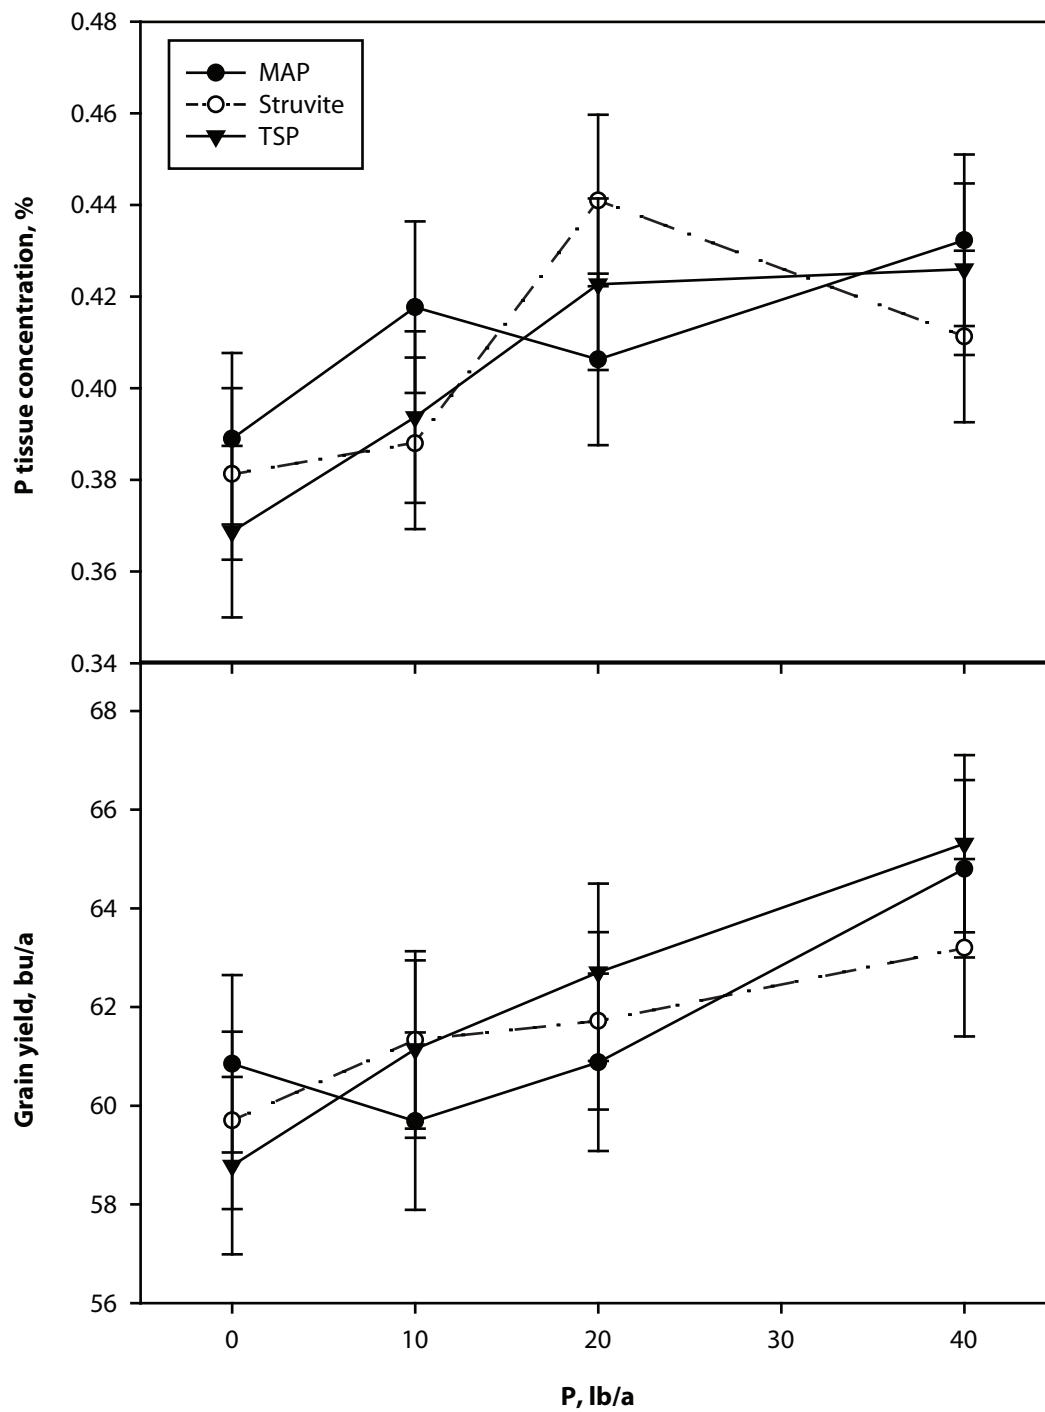 0.48
0.46
0.44
0.42
0.40
0.38
0.36
0.34
P tissue concentration, %
MAP
Struvite
TSP
68
66
64
62
60
58
56
Grain yield, bu/a
0 10 20 30 40
P, lb/a